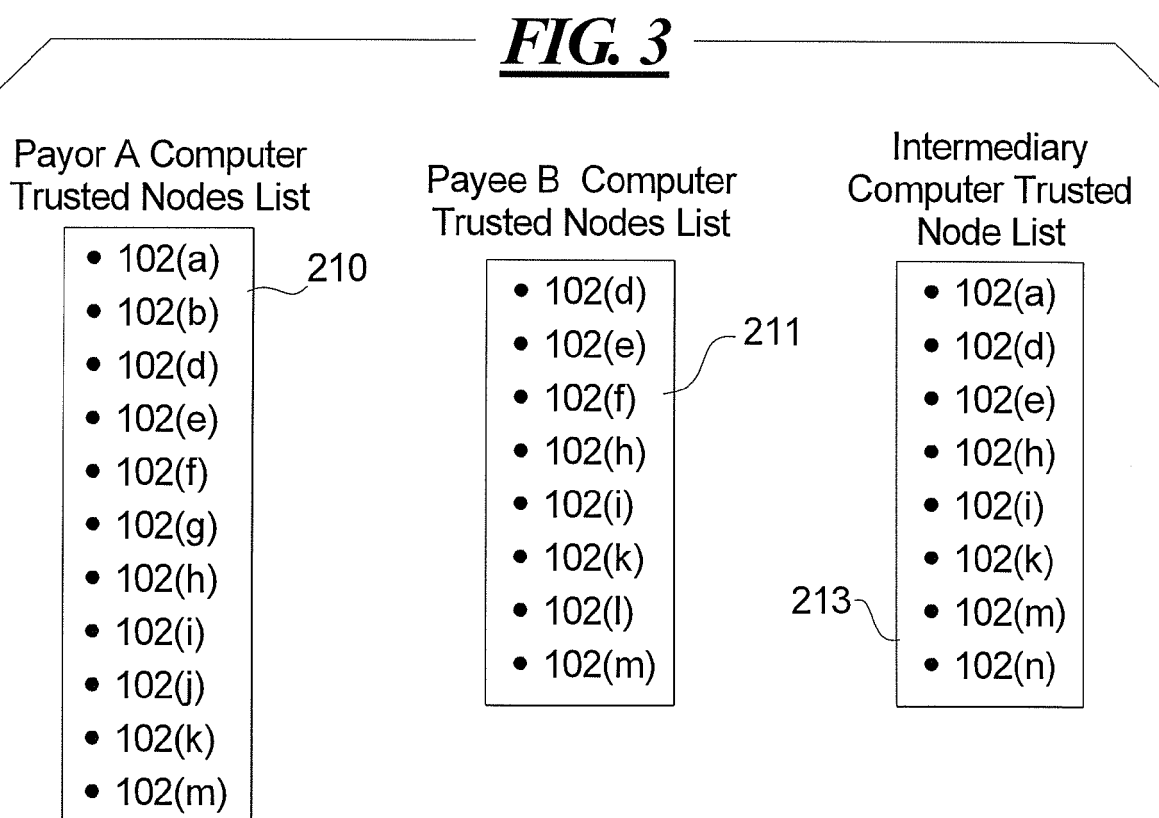 FIG. 3
Payor A Computer
Trusted Nodes List
• 102(a)
• 102(b)
• 102(d)
• 102(e)
• 102(f)
• 102(g)
• 102(h)
• 102(i)
• 102(j)
• 102(k)
• 102(m)
210
Payee B Computer
Trusted Nodes List
• 102(d)
• 102(e)
• 102(f)
• 102(h)
• 102(i)
• 102(k)
• 102(l)
• 102(m)
211
Intermediary
Computer Trusted
Node List
• 102(a)
• 102(d)
• 102(e)
• 102(h)
• 102(i)
• 102(k)
• 102(m)
• 102(n)
213